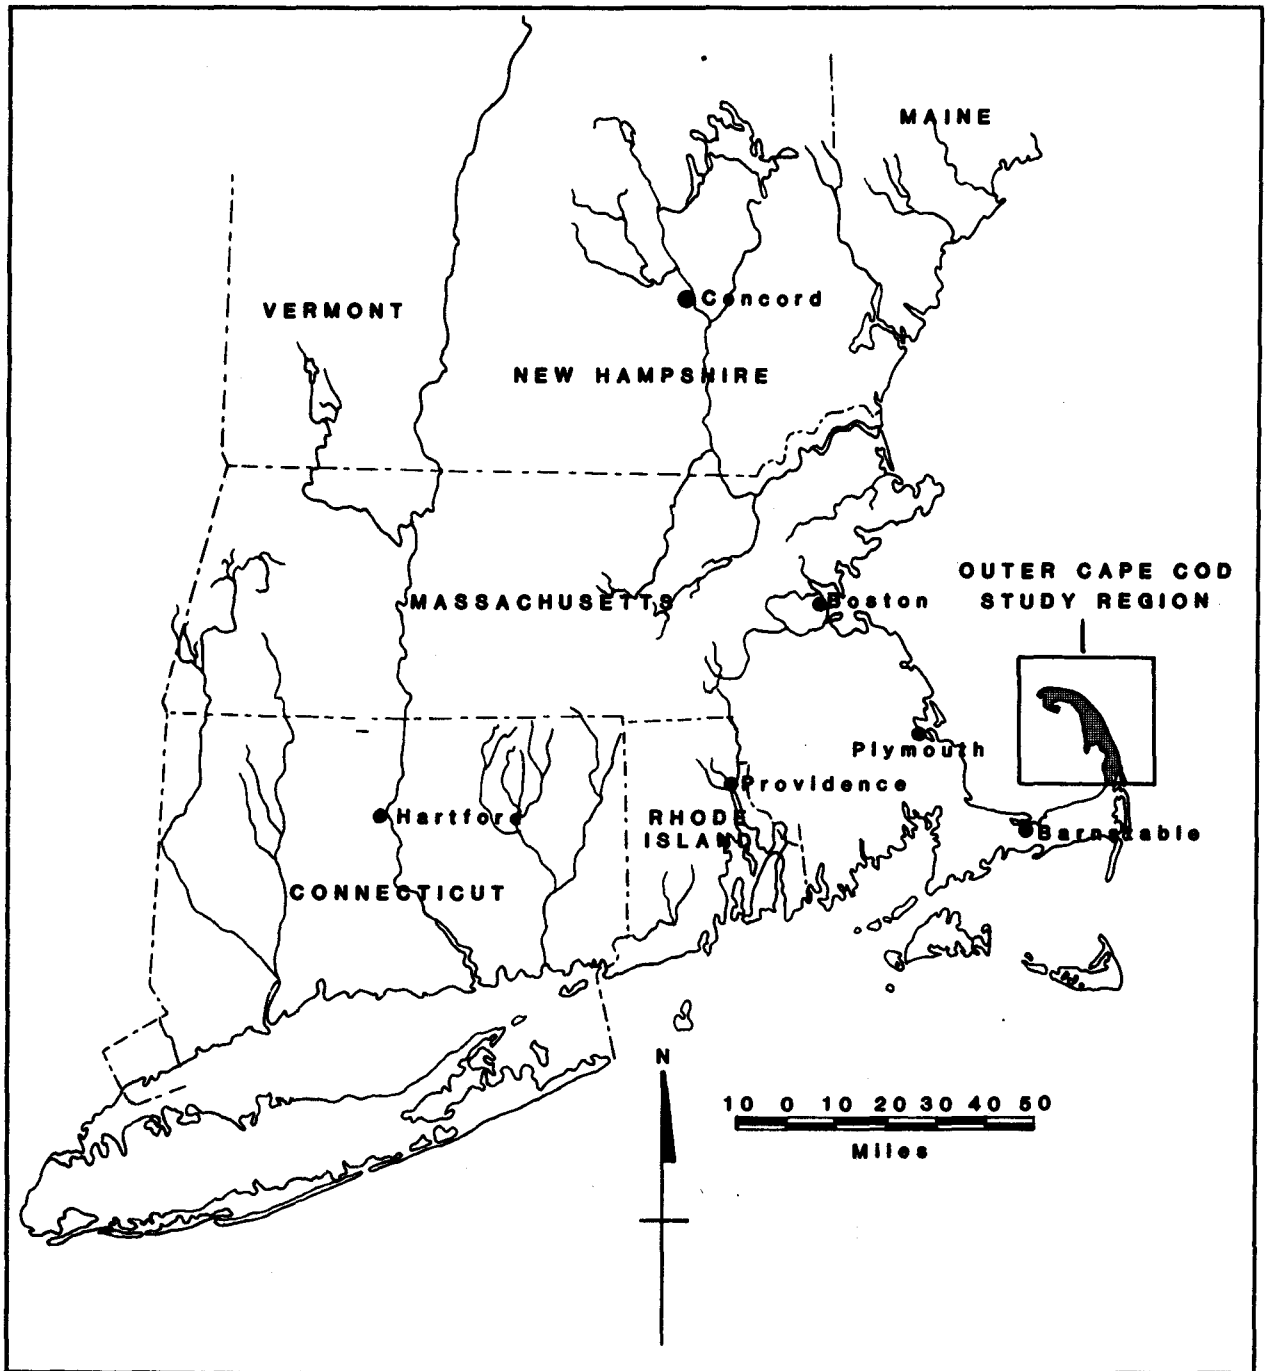 MAINE
VERMONT
Concord
NEW HAMPSHIRE
OUTER CAPE COD
STUDY REGION
MASSACHUSETTS
Boston
Plymouth
Providence
Hartford
RHODE
ISLAND
Barnstable
CONNECTICUT
N
10 0 10 20 30 40 50
Miles